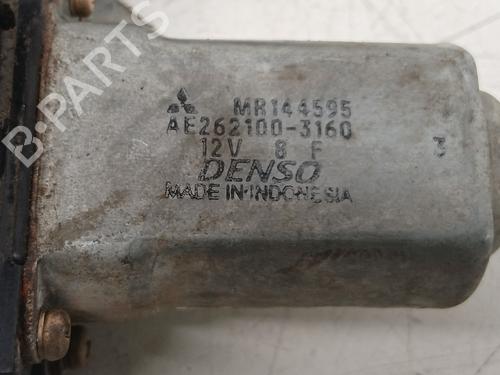 B-PARTS
MR144595
AE262100-3160
12V 8 F 3
DENSO
MADE IN INDONESIA